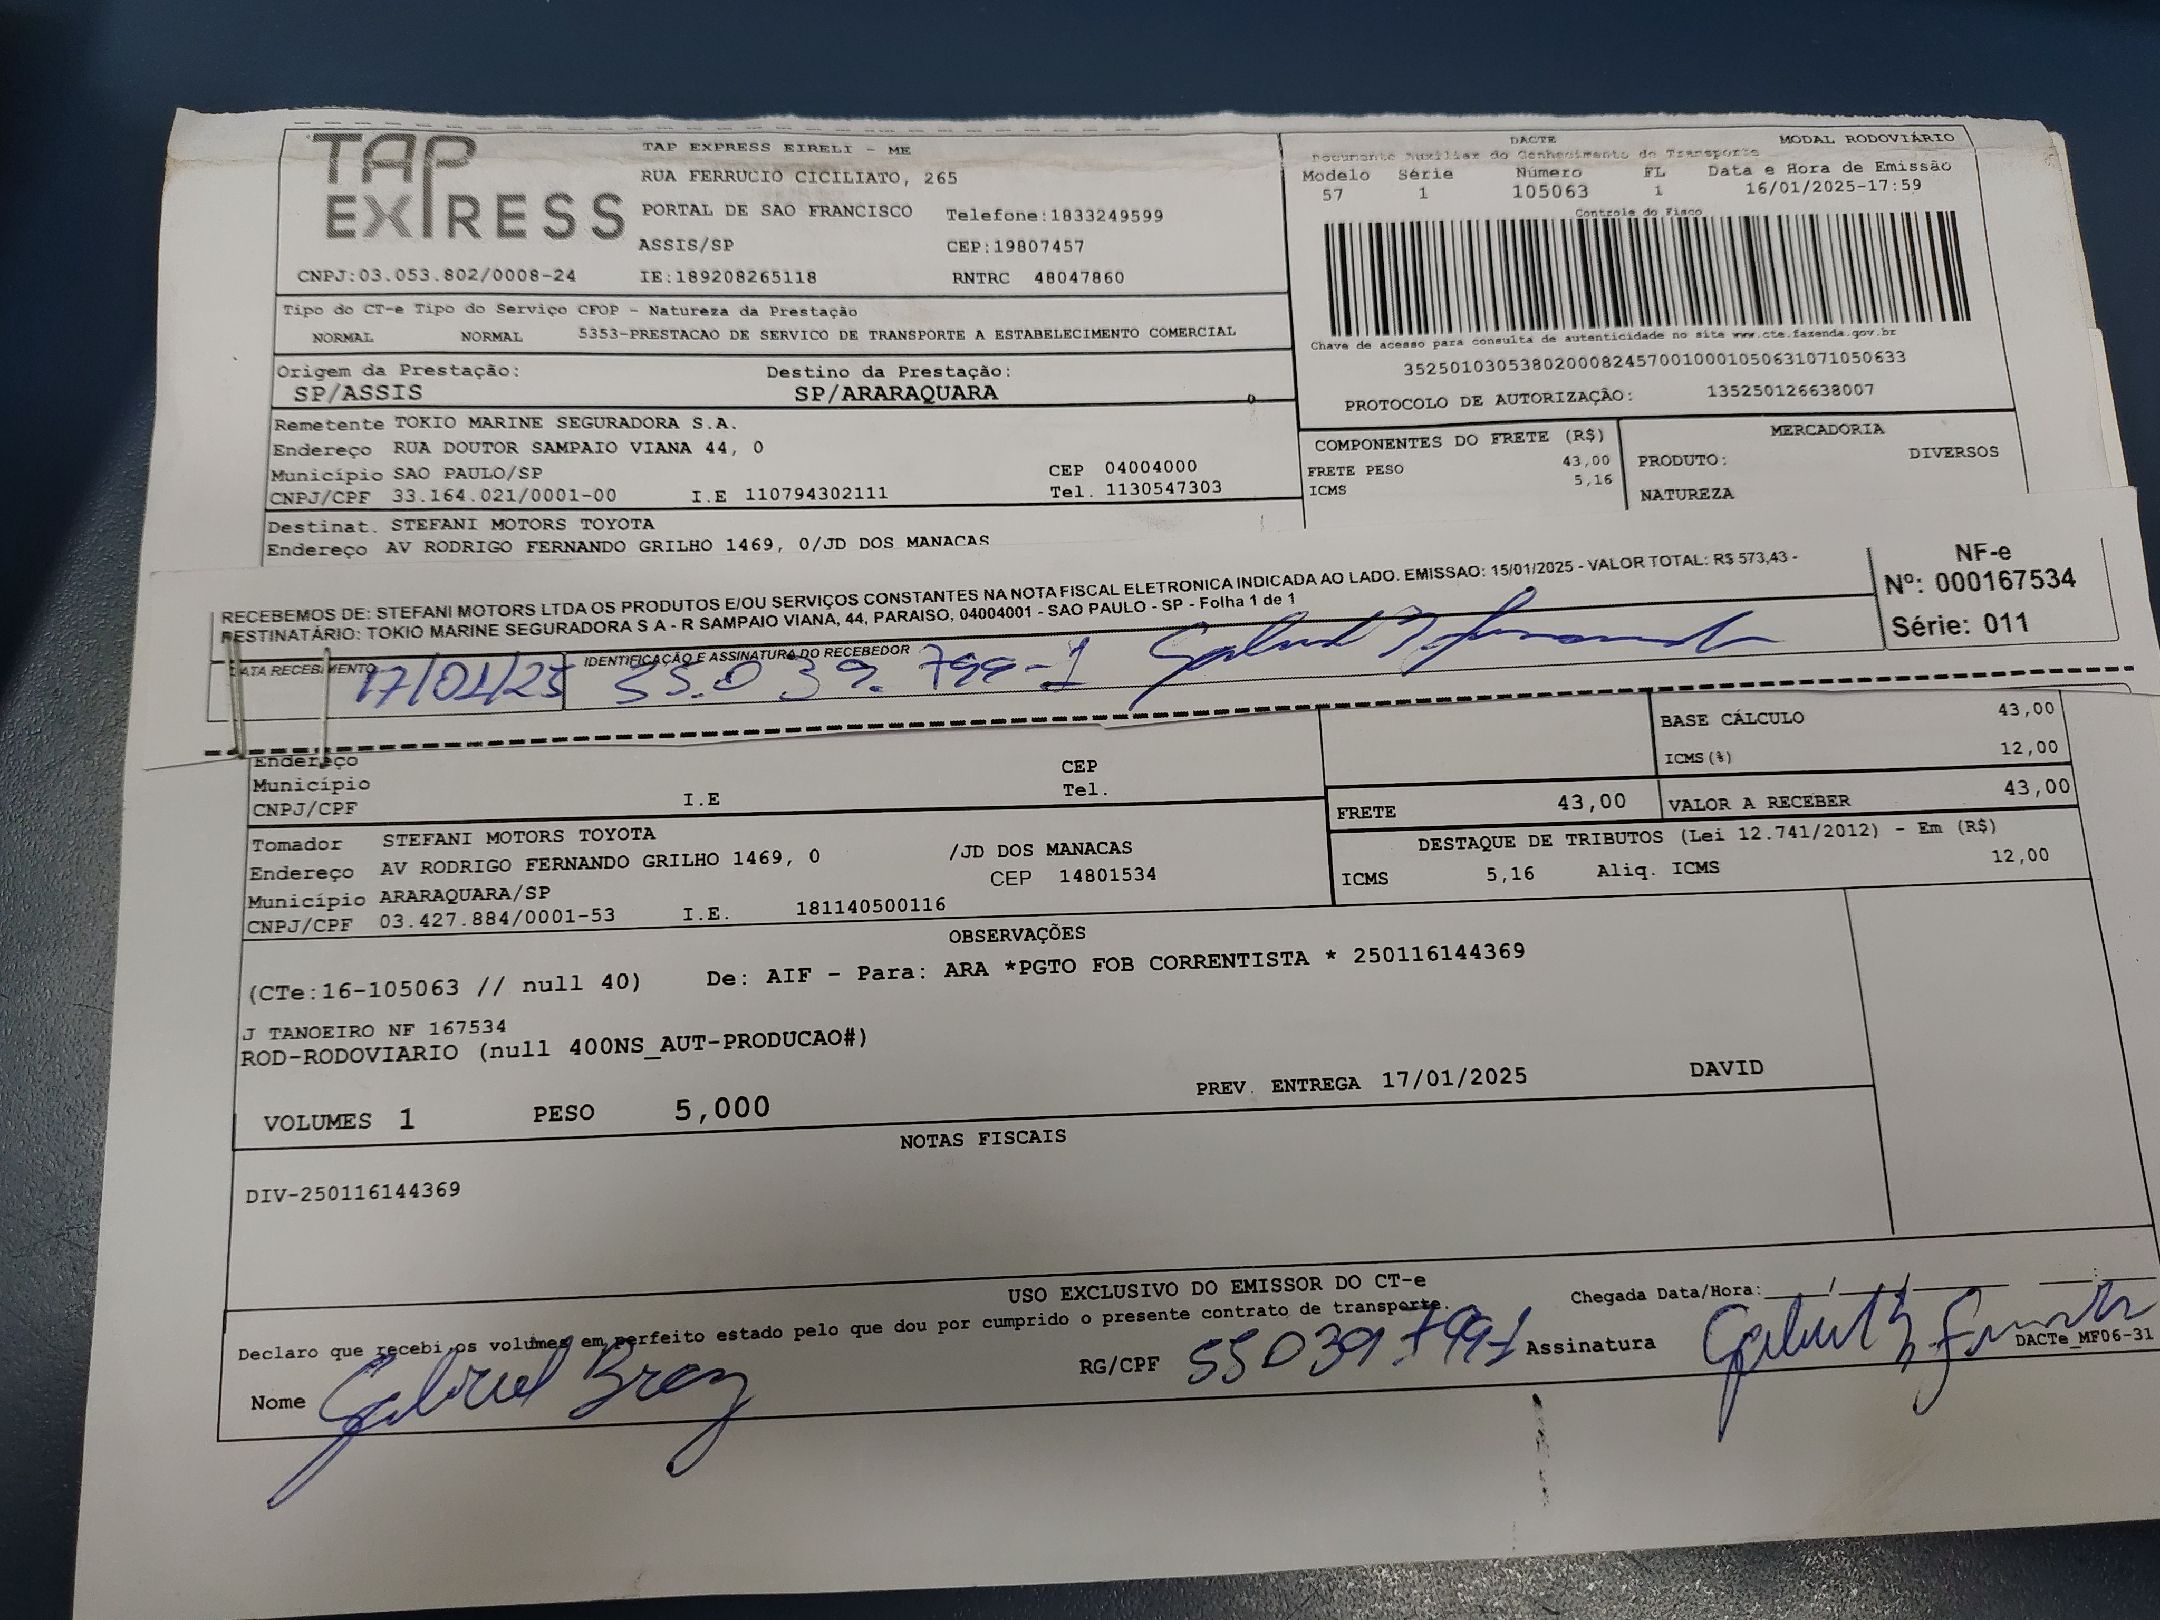 TAP EXPRESS
TAP EXPRESS EIRELI - ME
RUA FERRUCIO CICILIATO, 265
PORTAL DE SAO FRANCISCO Telefone:1833249599
ASSIS/SP CEP:19807457
CNPJ:03.053.802/0008-24 IE:189208265118 RNTRC 48047860
DACTE MODAL RODOVIÁRIO
Documento Auxiliar do Conhecimento de Transporte
Modelo Série Número FL Data e Hora de Emissão
57 1 105063 1 16/01/2025-17:59
Controle do Fisco
Chave de acesso para consulta de autenticidade no site www.cte.fazenda.gov.br
35250103053802000824570010001050631071050633
PROTOCOLO DE AUTORIZAÇÃO: 135250126638007
Tipo do CT-e Tipo do Serviço CFOP - Natureza da Prestação
NORMAL NORMAL 5353-PRESTACAO DE SERVICO DE TRANSPORTE A ESTABELECIMENTO COMERCIAL
Origem da Prestação: Destino da Prestação:
SP/ASSIS SP/ARARAQUARA
Remetente TOKIO MARINE SEGURADORA S.A.
Endereço RUA DOUTOR SAMPAIO VIANA 44, 0
Município SAO PAULO/SP CEP 04004000
CNPJ/CPF 33.164.021/0001-00 I.E 110794302111 Tel. 1130547303
COMPONENTES DO FRETE (R$)
FRETE PESO 43,00
ICMS 5,16
MERCADORIA
PRODUTO: DIVERSOS
NATUREZA
Destinat. STEFANI MOTORS TOYOTA
Endereço AV RODRIGO FERNANDO GRILHO 1469, 0/JD DOS MANACAS
RECEBEMOS DE: STEFANI MOTORS LTDA OS PRODUTOS E/OU SERVIÇOS CONSTANTES NA NOTA FISCAL ELETRONICA INDICADA AO LADO. EMISSAO: 15/01/2025 - VALOR TOTAL: R$ 573,43 -
DESTINATÁRIO: TOKIO MARINE SEGURADORA S A - R SAMPAIO VIANA, 44, PARAISO, 04004001 - SAO PAULO - SP - Folha 1 de 1
NF-e
Nº: 000167534
Série: 011
DATA RECEBIMENTO IDENTIFICAÇÃO E ASSINATURA DO RECEBEDOR
17/01/25 55.039.799-1
Endereço CEP
Município Tel.
CNPJ/CPF I.E
BASE CÁLCULO 43,00
ICMS(%) 12,00
FRETE 43,00 VALOR A RECEBER 43,00
Tomador STEFANI MOTORS TOYOTA
Endereço AV RODRIGO FERNANDO GRILHO 1469, 0 /JD DOS MANACAS
Município ARARAQUARA/SP CEP 14801534
CNPJ/CPF 03.427.884/0001-53 I.E. 181140500116
DESTAQUE DE TRIBUTOS (Lei 12.741/2012) - Em (R$)
ICMS 5,16 Aliq. ICMS 12,00
OBSERVAÇÕES
(CTe:16-105063 // null 40) De: AIF - Para: ARA *PGTO FOB CORRENTISTA * 250116144369
J TANOEIRO NF 167534
ROD-RODOVIARIO (null 400NS_AUT-PRODUCAO#)
PREV. ENTREGA 17/01/2025 DAVID
VOLUMES 1 PESO 5,000
NOTAS FISCAIS
DIV-250116144369
USO EXCLUSIVO DO EMISSOR DO CT-e
Declaro que recebi os volumes em perfeito estado pelo que dou por cumprido o presente contrato de transporte. Chegada Data/Hora: / /
Nome Gabriel Braz RG/CPF 550397991 Assinatura DACTe_MF06-31